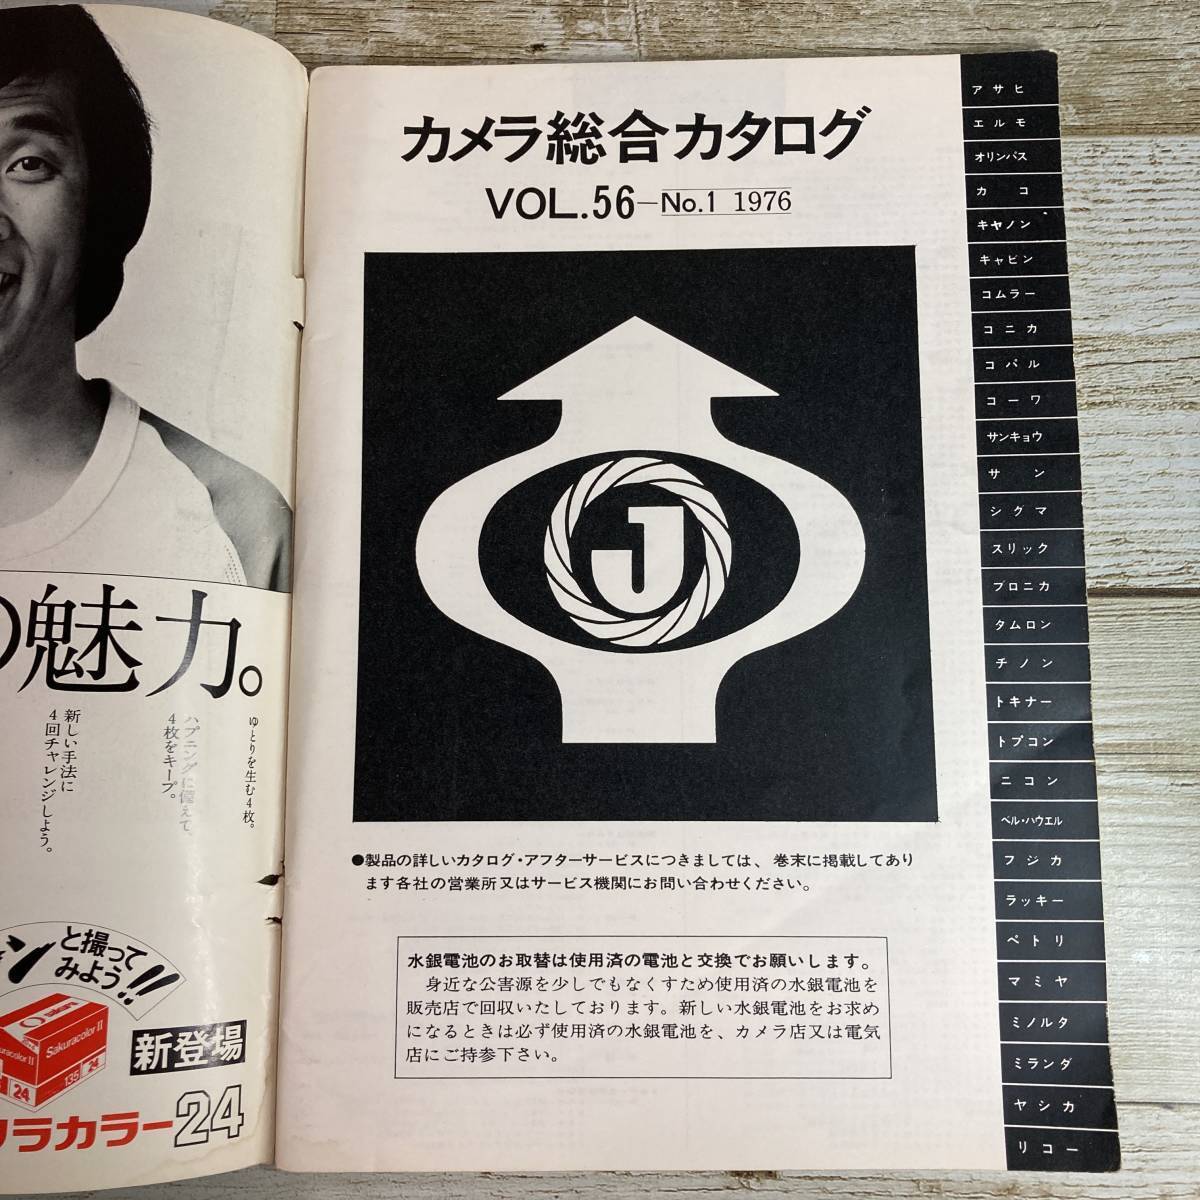 の魅力。
ゆとりを生む4枚。
ハプニングに備えて、
4枚をキープ。
新しい手法に
4回チャレンジしよう。
と撮って
みよう!!
Sakuracolor II
135
24
24
新登場
ラカラー24
カメラ総合カタログ
VOL.56—No.1 1976
J
●製品の詳しいカタログ・アフターサービスにつきましては、巻末に掲載してあり
ます各社の営業所又はサービス機関にお問い合わせください。
水銀電池のお取替は使用済の電池と交換でお願いします。
身近な公害源を少しでもなくすため使用済の水銀電池を
販売店で回収いたしております。新しい水銀電池をお求め
になるときは必ず使用済の水銀電池を、カメラ店又は電気
店にご持参下さい。
アサヒ
エルモ
オリンパス
カコ
キヤノン
キャビン
コムラー
コニカ
コパル
コーワ
サンキョウ
サン
シグマ
スリック
ブロニカ
タムロン
チノン
トキナー
トプコン
ニコン
ベル・ハウエル
フジカ
ラッキー
ペトリ
マミヤ
ミノルタ
ミランダ
ヤシカ
リコー